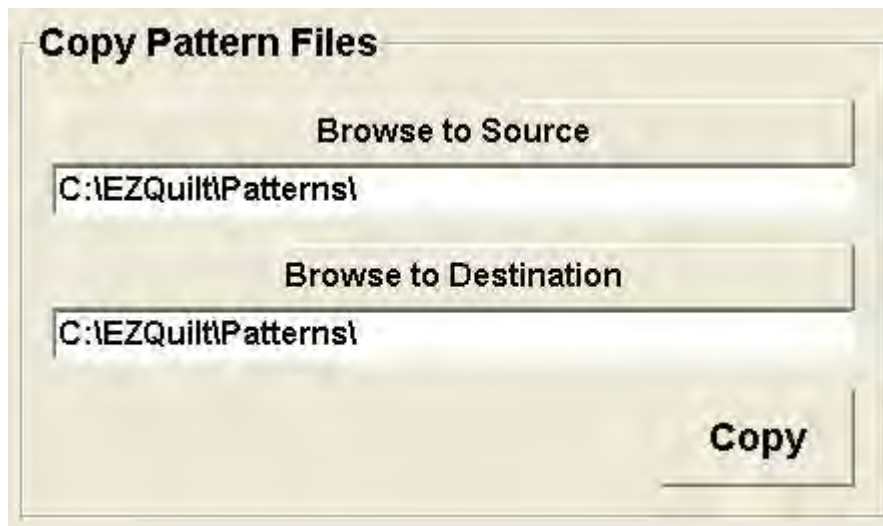 Copy Pattern Files
Browse to Source
C:\EZQuilt\Patterns\
Browse to Destination
C:\EZQuilt\Patterns\
Copy